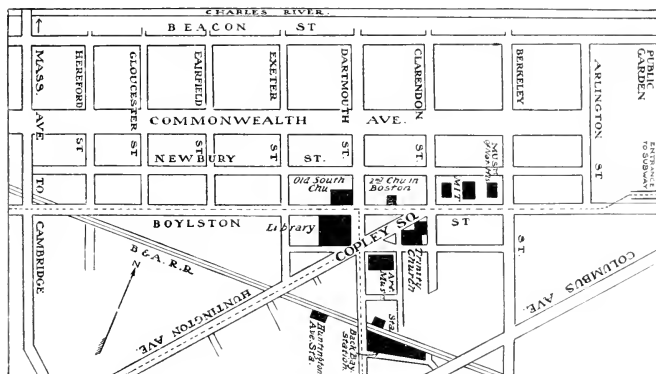 CHARLES RIVER.
BEACON ST
MASS. AVE TO CAMBRIDGE
HEREFORD ST
GLOUCESTER ST
FAIRFIELD ST
EXETER ST
DARTMOUTH ST.
CLARENDON ST.
BERKELEY ST.
ARLINGTON ST
PUBLIC GARDEN
ENTRANCE TO SUBWAY
COMMONWEALTH AVE.
NEWBURY ST.
Old South Chu
2nd Chu in Boston
MIT
BOYLSTON ST
Library
COPLEY SQ
Trinity Church
Art Mus
B & A. R.R.
N
HUNTINGTON AVE.
COLUMBUS AVE.
Huntington Ave. Sta.
Back Bay Station
Sta